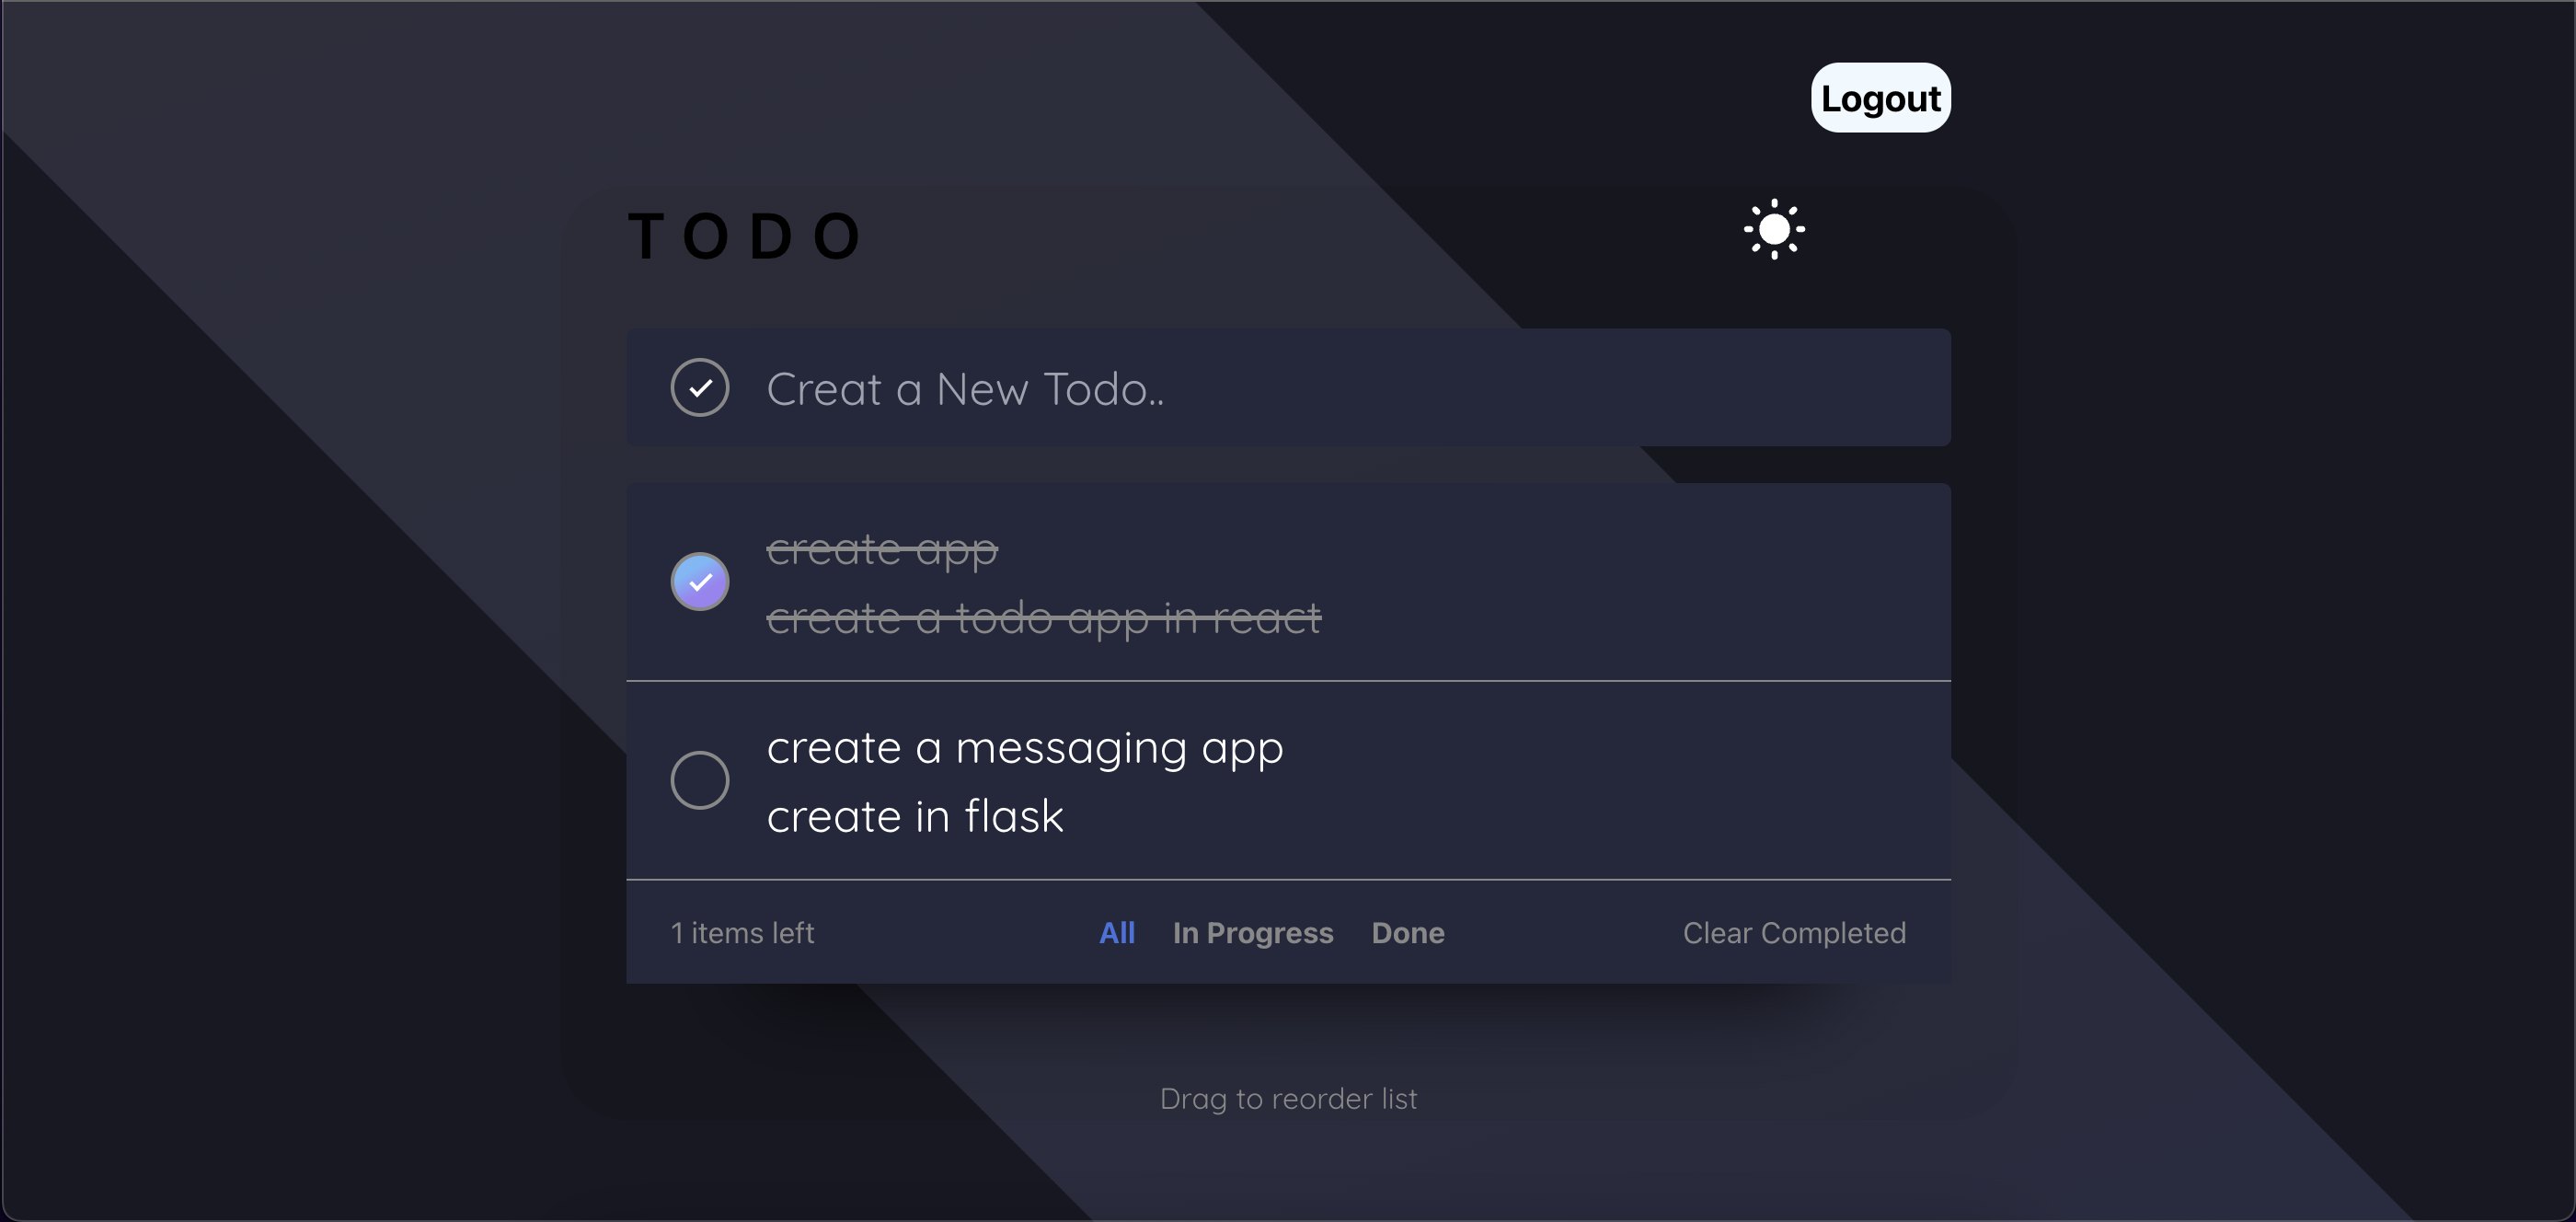 Logout
TODO
Creat a New Todo..
create app
create a todo app in react
create a messaging app
create in flask
1 items left All In Progress Done Clear Completed
Drag to reorder list